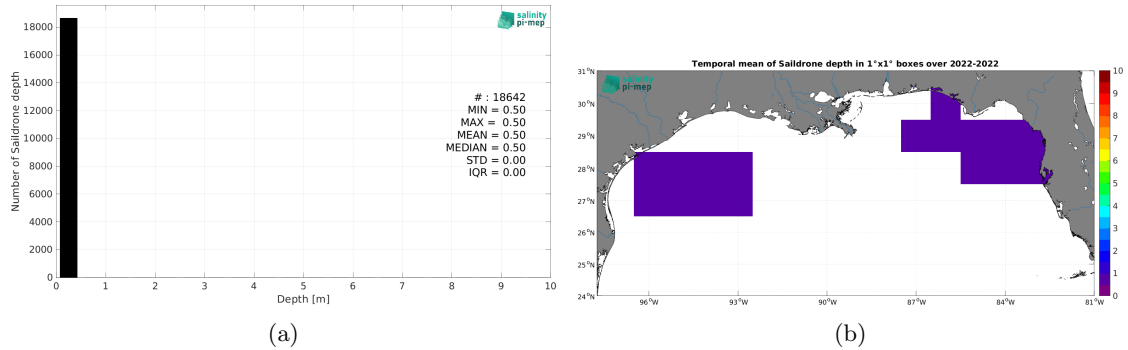 18000
16000
14000
12000
10000
8000
6000
4000
2000
0
Number of Saildrone depth
salinity
pi-mep
# : 18642
MIN = 0.50
MAX = 0.50
MEAN = 0.50
MEDIAN = 0.50
STD = 0.00
IQR = 0.00
0 1 2 3 4 5 6 7 8 9 10
Depth [m]
(a)
Temporal mean of Saildrone depth in 1°x1° boxes over 2022-2022
salinity
pi-mep
31°N
30°N
29°N
28°N
27°N
26°N
25°N
24°N
96°W 93°W 90°W 87°W 84°W 81°W
10
9
8
7
6
5
4
3
2
1
0
(b)